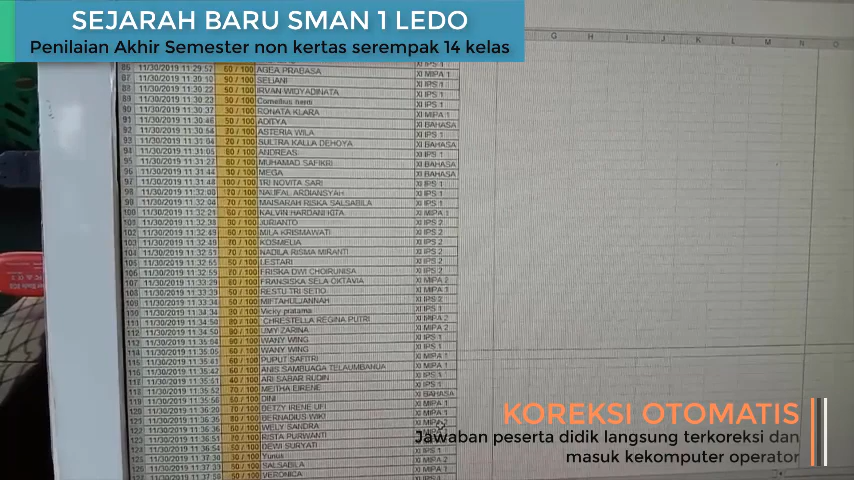 SEJARAH BARU SMAN 1 LEDO
Penilaian Akhir Semester non kertas serempak 14 kelas
G H I J K L M N O
86 11/30/2019 11:29:52 60 / 100 AGEA PRABASA XI IPS 1
87 11/30/2019 11:30:10 90 / 100 SELIANI XI MIPA 1
88 11/30/2019 11:30:22 50 / 100 IRVAN WIDYADINATA XI IPS 1
89 11/30/2019 11:30:23 30 / 100 Cornelius XI IPS 1
90 11/30/2019 11:30:37 30 / 100 RONATA KLARA XI IPS 1
91 11/30/2019 11:30:46 50 / 100 ADITYA XI MIPA 1
92 11/30/2019 11:30:54 30 / 100 ASTERIA WILA XI BAHASA
93 11/30/2019 11:31:04 20 / 100 SULTRA KALLA DEHOYA XI IPS 1
94 11/30/2019 11:31:21 60 / 100 ANDREAS XI IPS 1
95 11/30/2019 11:31:27 80 / 100 MUHAMAD SAFIKRI XI IPS 1
96 11/30/2019 11:31:44 30 / 100 MEGA XI BAHASA
97 11/30/2019 11:31:48 100 / 100 TRI NOVITA SARI XI BAHASA
98 11/30/2019 11:32:00 70 / 100 NAUFAL ARDIANSYAH XI IPS 1
99 11/30/2019 11:32:04 70 / 100 MAISARAH RISKA SALSABILA XI IPS 1
100 11/30/2019 11:32:21 60 / 100 KALVIN HARDANI KITA XI IPS 1
101 11/30/2019 11:32:38 80 / 100 JURIANTO XI MIPA 1
102 11/30/2019 11:32:49 60 / 100 MILA KRISMAWATI XI IPS 2
103 11/30/2019 11:32:49 70 / 100 KOSMELIA XI IPS 2
104 11/30/2019 11:32:51 70 / 100 NADILA RISMA MIRANTI XI IPS 2
105 11/30/2019 11:32:55 50 / 100 LESTARI XI IPS 2
106 11/30/2019 11:32:59 70 / 100 FRISKA DWI CHOIRUNISA XI IPS 2
107 11/30/2019 11:33:29 80 / 100 FRANSISKA SELA OKTAVIA XI IPS 2
108 11/30/2019 11:33:33 50 / 100 RESTU TRI SETIO XI MIPA 2
109 11/30/2019 11:33:34 50 / 100 MIFTAHULJANNAH XI MIPA 1
110 11/30/2019 11:34:34 70 / 100 Vicky pratama XI IPS 2
111 11/30/2019 11:34:50 80 / 100 CHRESTELLA REGINA PUTRI XI IPS 1
112 11/30/2019 11:34:50 90 / 100 UMY ZARINA XI MIPA 2
113 11/30/2019 11:34:54 90 / 100 WANY WING XI MIPA 2
114 11/30/2019 11:35:05 60 / 100 WANY WING XI IPS 1
115 11/30/2019 11:35:41 60 / 100 PUPUT SAFITRI XI IPS 1
116 11/30/2019 11:35:47 60 / 100 ANIS SAMBUAGA TELAUMBANUA XI MIPA 1
117 11/30/2019 11:35:51 40 / 100 ARI SABAR RUDIN XI MIPA 1
118 11/30/2019 11:35:52 70 / 100 MEITHA EIRENE XI IPS 1
119 11/30/2019 11:35:56 50 / 100 DINI XI IPS 1
120 11/30/2019 11:36:20 70 / 100 DETZY IRENE UFI XI BAHASA
121 11/30/2019 11:36:35 80 / 100 BERNADIUS WIKI XI MIPA 1
122 11/30/2019 11:36:39 60 / 100 WELY SANDRA XI MIPA 1
123 11/30/2019 11:36:51 70 / 100 RISTA PURWANTI
124 11/30/2019 11:36:54 50 / 100 DEWI SURYATI
125 11/30/2019 11:37:30 30 / 100 Yunus XI MIPA 1
126 11/30/2019 11:37:33 50 / 100 SALSABILA XI MIPA 2
50 / 100 VERONICA XI MIPA 1
KOREKSI OTOMATIS
Jawaban peserta didik langsung terkoreksi dan
masuk kekomputer operator